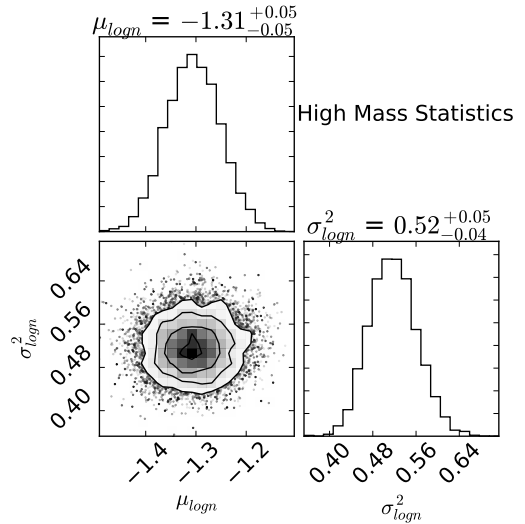 μ_logn = −1.31^{+0.05}_{−0.05}
High Mass Statistics
σ²_logn = 0.52^{+0.05}_{−0.04}
0.64
0.56
0.48
0.40
σ²_logn
−1.4 −1.3 −1.2
μ_logn
0.40 0.48 0.56 0.64
σ²_logn